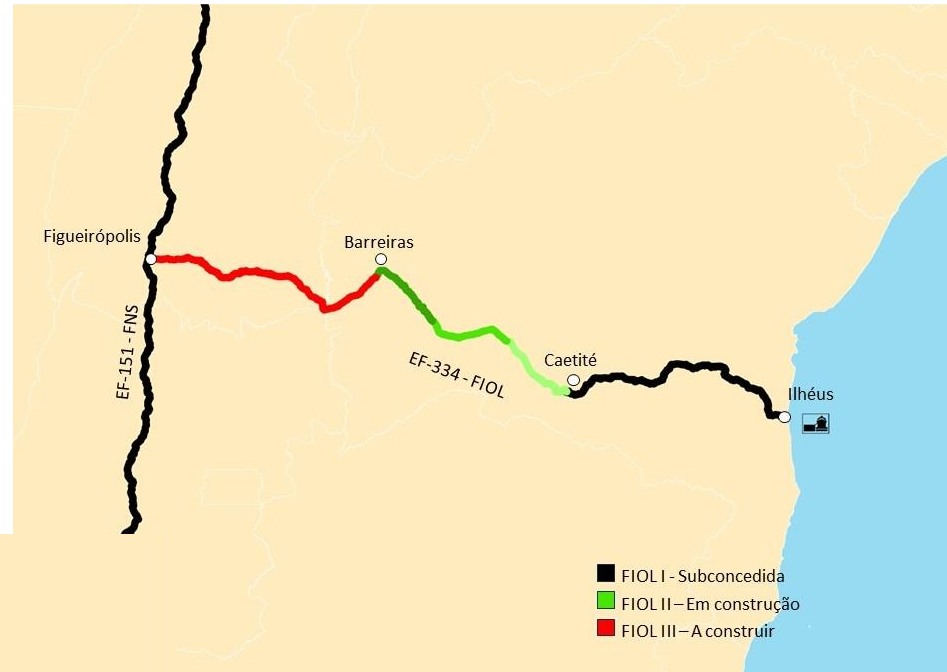 Figueirópolis
Barreiras
EF-151 - FNS
EF-334 - FIOL
Caetité
Ilhéus
FIOL I - Subconcedida
FIOL II – Em construção
FIOL III – A construir